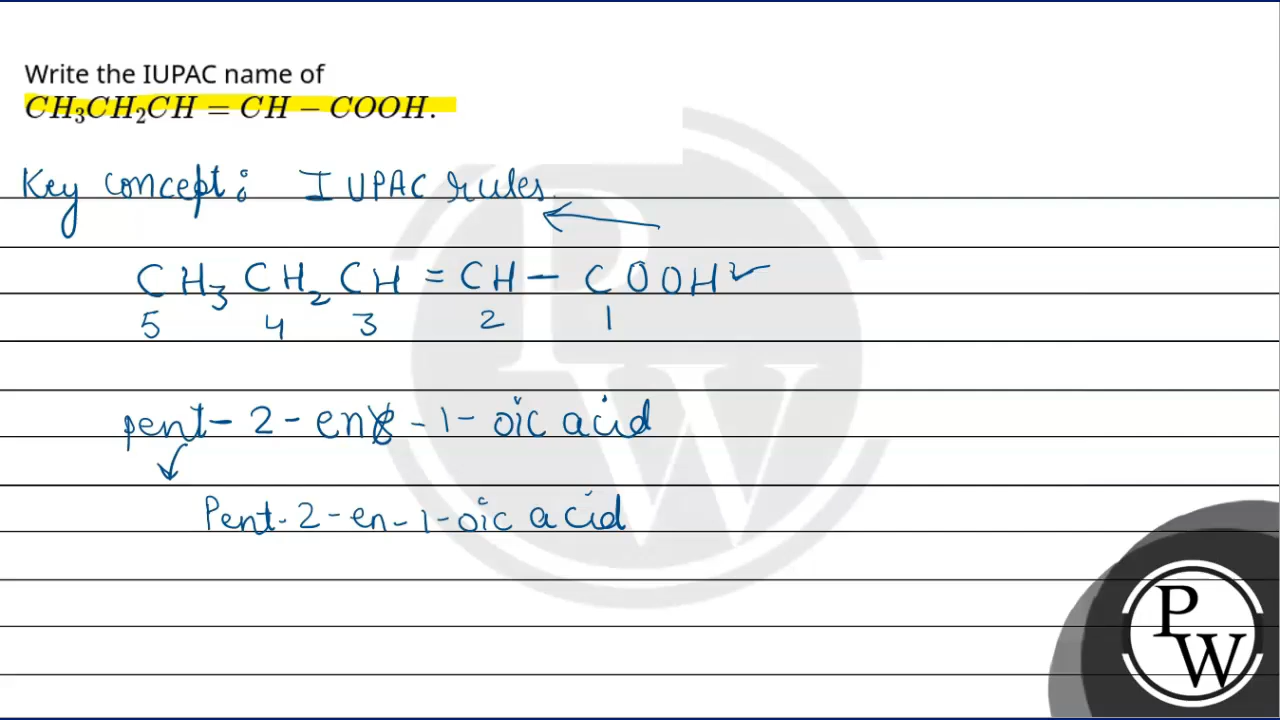 Write the IUPAC name of
CH₃CH₂CH = CH − COOH.
Key concept: IUPAC rules.
CH₃ CH₂ CH = CH − COOH ✓
5 4 3 2 1
pent-2-ene-1-oic acid
Pent-2-en-1-oic acid
P
W
P
W